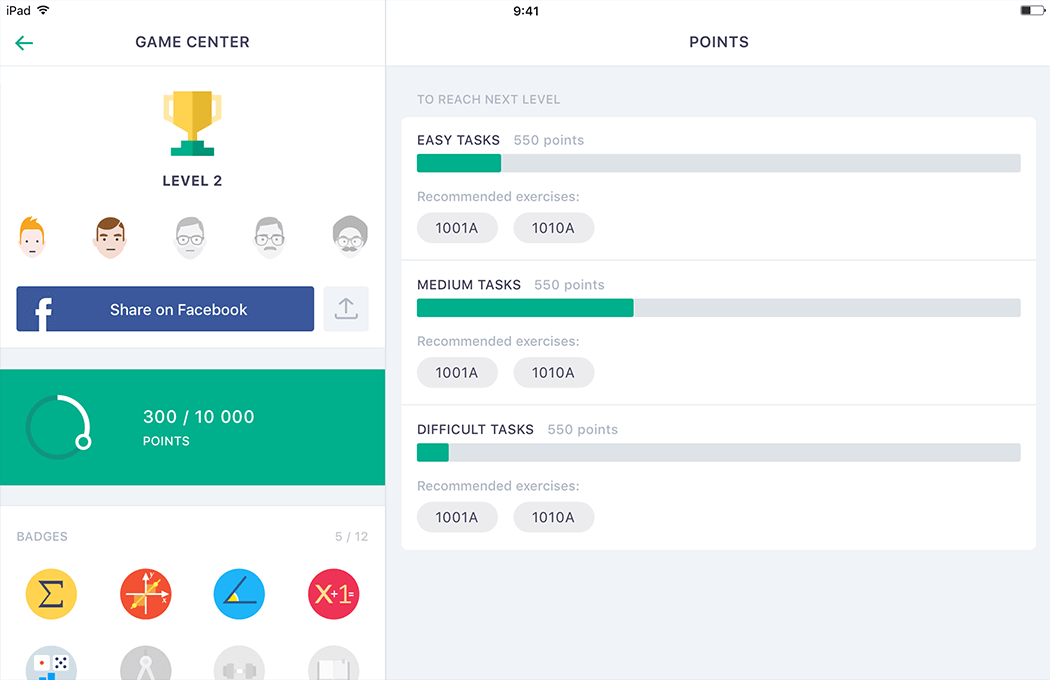 iPad
9:41
GAME CENTER
LEVEL 2
f Share on Facebook
300 / 10 000
POINTS
BADGES 5 / 12
Σ
y
x
X+1=
POINTS
TO REACH NEXT LEVEL
EASY TASKS 550 points
Recommended exercises:
1001A 1010A
MEDIUM TASKS 550 points
Recommended exercises:
1001A 1010A
DIFFICULT TASKS 550 points
Recommended exercises:
1001A 1010A